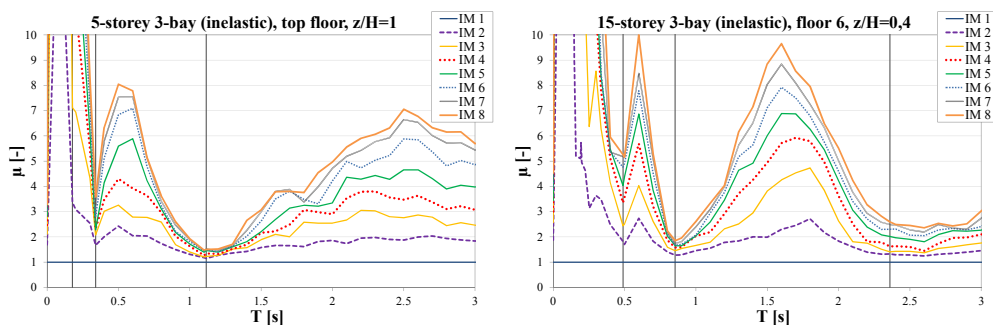 5-storey 3-bay (inelastic), top floor, z/H=1
10
9
8
7
6
5
4
3
2
1
0
μ [-]
0
0.5
1
1.5
2
2.5
3
T [s]
IM 1
IM 2
IM 3
IM 4
IM 5
IM 6
IM 7
IM 8
15-storey 3-bay (inelastic), floor 6, z/H=0,4
10
9
8
7
6
5
4
3
2
1
0
μ [-]
0
0.5
1
1.5
2
2.5
3
T [s]
IM 1
IM 2
IM 3
IM 4
IM 5
IM 6
IM 7
IM 8